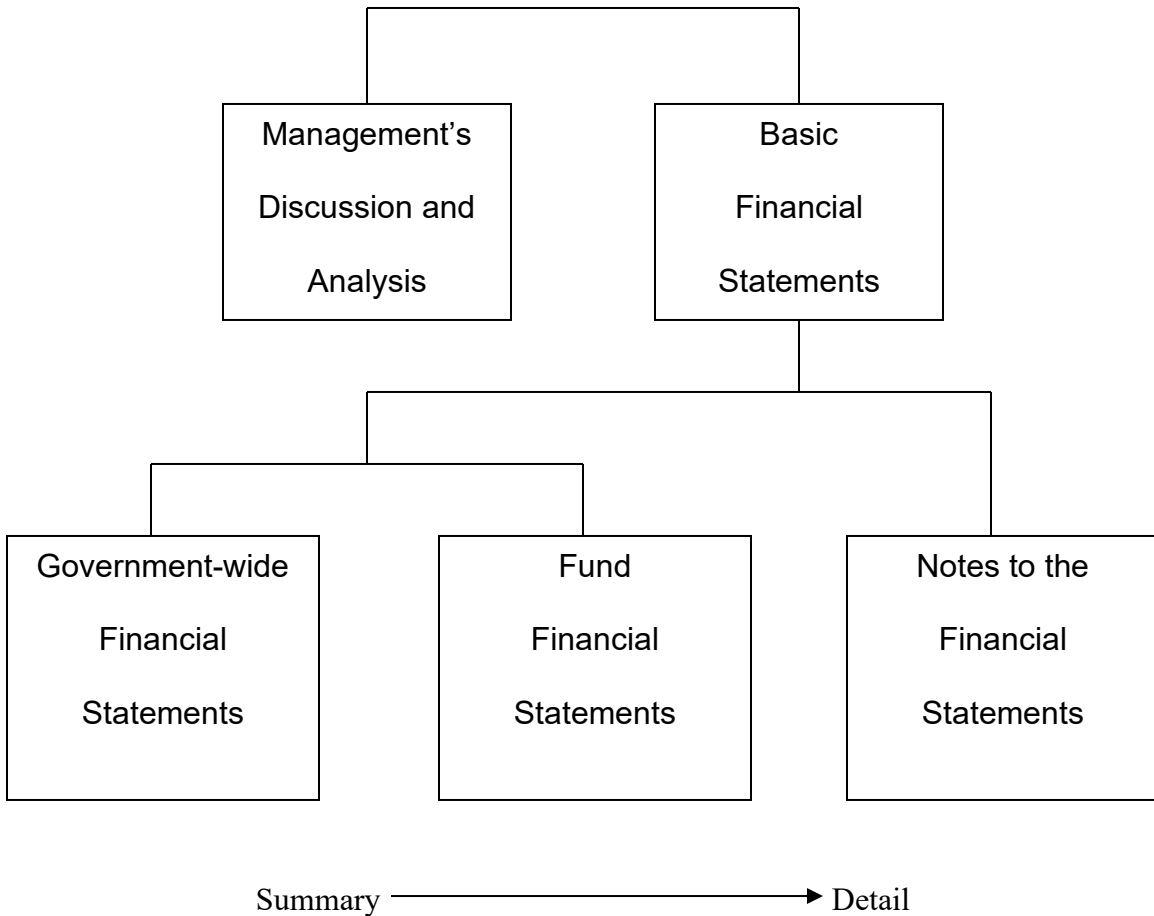 Management’s
Discussion and
Analysis
Basic
Financial
Statements
Government-wide
Financial
Statements
Fund
Financial
Statements
Notes to the
Financial
Statements
Summary
Detail